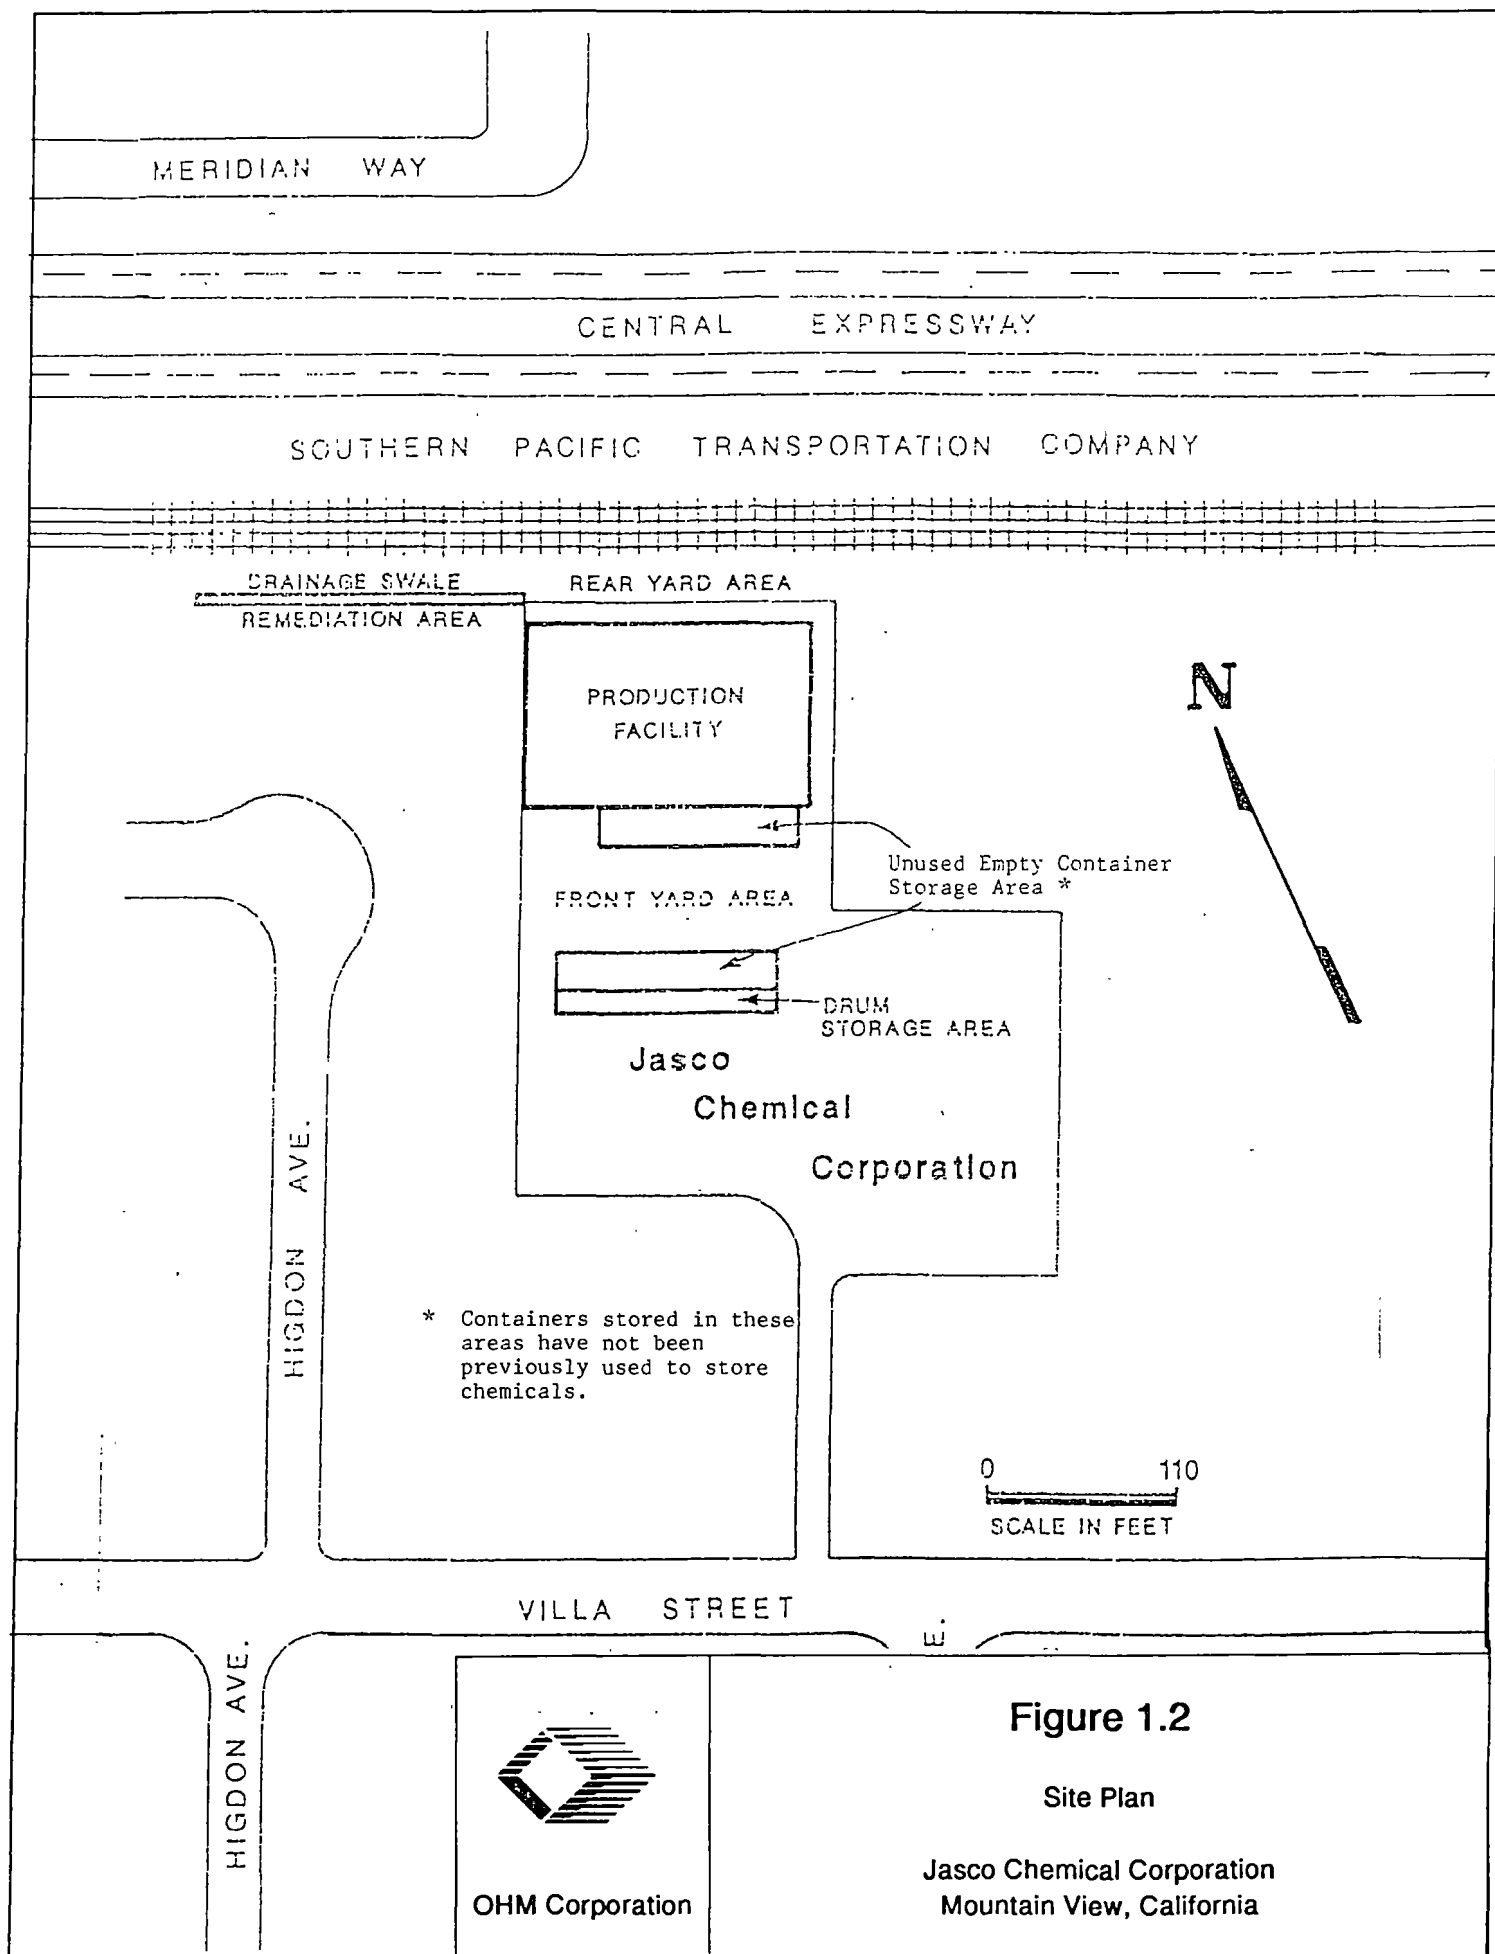 MERIDIAN WAY
CENTRAL EXPRESSWAY
SOUTHERN PACIFIC TRANSPORTATION COMPANY
DRAINAGE SWALE
REMEDIATION AREA
REAR YARD AREA
PRODUCTION
FACILITY
N
Unused Empty Container
Storage Area *
FRONT YARD AREA
DRUM
STORAGE AREA
Jasco
Chemical
Corporation
HIGDON AVE.
* Containers stored in these
areas have not been
previously used to store
chemicals.
0 110
SCALE IN FEET
VILLA STREET
E.
HIGDON AVE.
OHM Corporation
Figure 1.2
Site Plan
Jasco Chemical Corporation
Mountain View, California